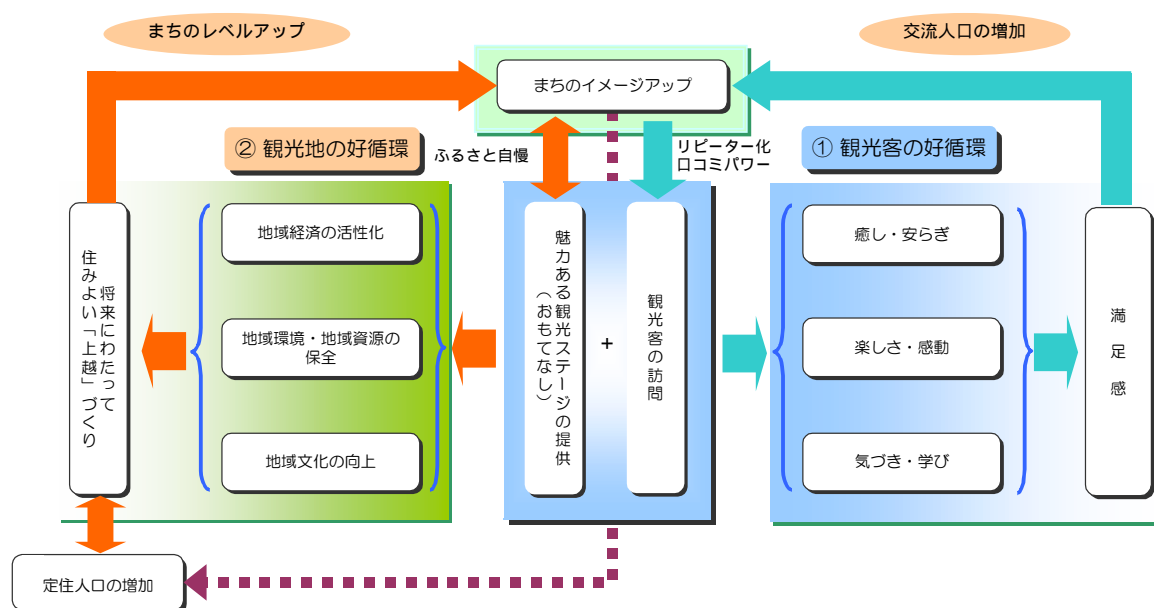 まちのレベルアップ
交流人口の増加
まちのイメージアップ
② 観光地の好循環
ふるさと自慢
リピーター化
口コミパワー
① 観光客の好循環
将来にわたって
住みよい「上越」づくり
地域経済の活性化
地域環境・地域資源の
保全
地域文化の向上
魅力ある観光ステージの提供
（おもてなし）
+
観光客の訪問
癒し・安らぎ
楽しさ・感動
気づき・学び
満足感
定住人口の増加